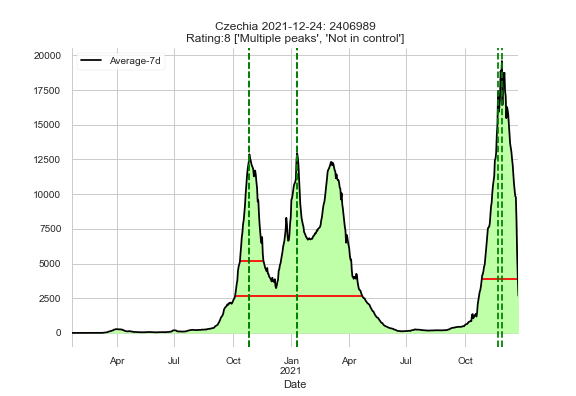 Czechia 2021-12-24: 2406989
Rating:8 ['Multiple peaks', 'Not in control']
Average-7d
20000
17500
15000
12500
10000
7500
5000
2500
0
Apr Jul Oct Jan Apr Jul Oct
2021
Date